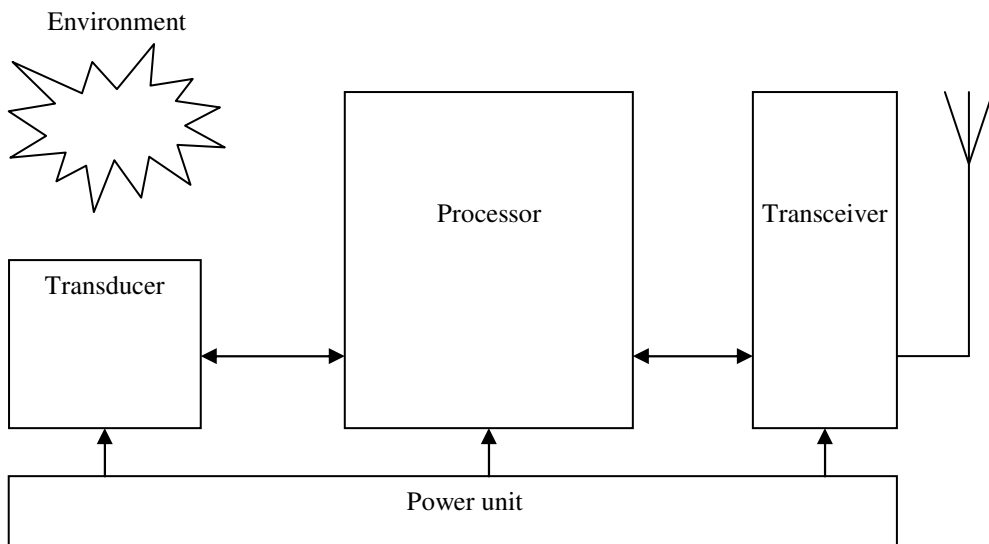 Environment
Processor
Transceiver
Transducer
Power unit